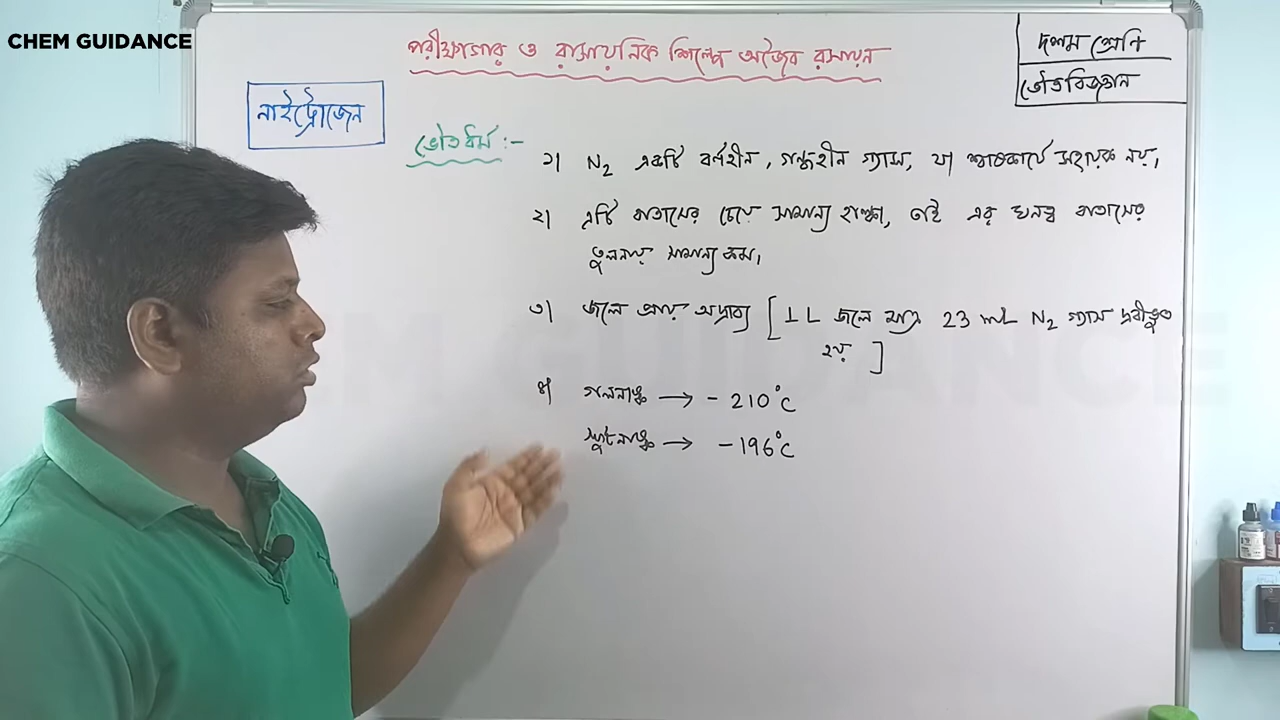 CHEM GUIDANCE
পরীক্ষাগার ও রাসায়নিক শিল্পে অজৈব রসায়ন
দশম শ্রেণি
ভৌতবিজ্ঞান
নাইট্রোজেন
ভৌতধর্ম :-
১) N₂ একটি বর্ণহীন, গন্ধহীন গ্যাস, যা শ্বাসকার্যে সহায়ক নয়।
২) এটি বাতাসের চেয়ে সামান্য হাল্কা, তাই এর ঘনত্ব বাতাসের
তুলনায় সামান্য কম।
৩) জলে প্রায় অদ্রাব্য [ 1 L জলে মাত্র 23 mL N₂ গ্যাস দ্রবীভূত
হয় ]
৪) গলনাঙ্ক → - 210°C
স্ফুটনাঙ্ক → - 196°C